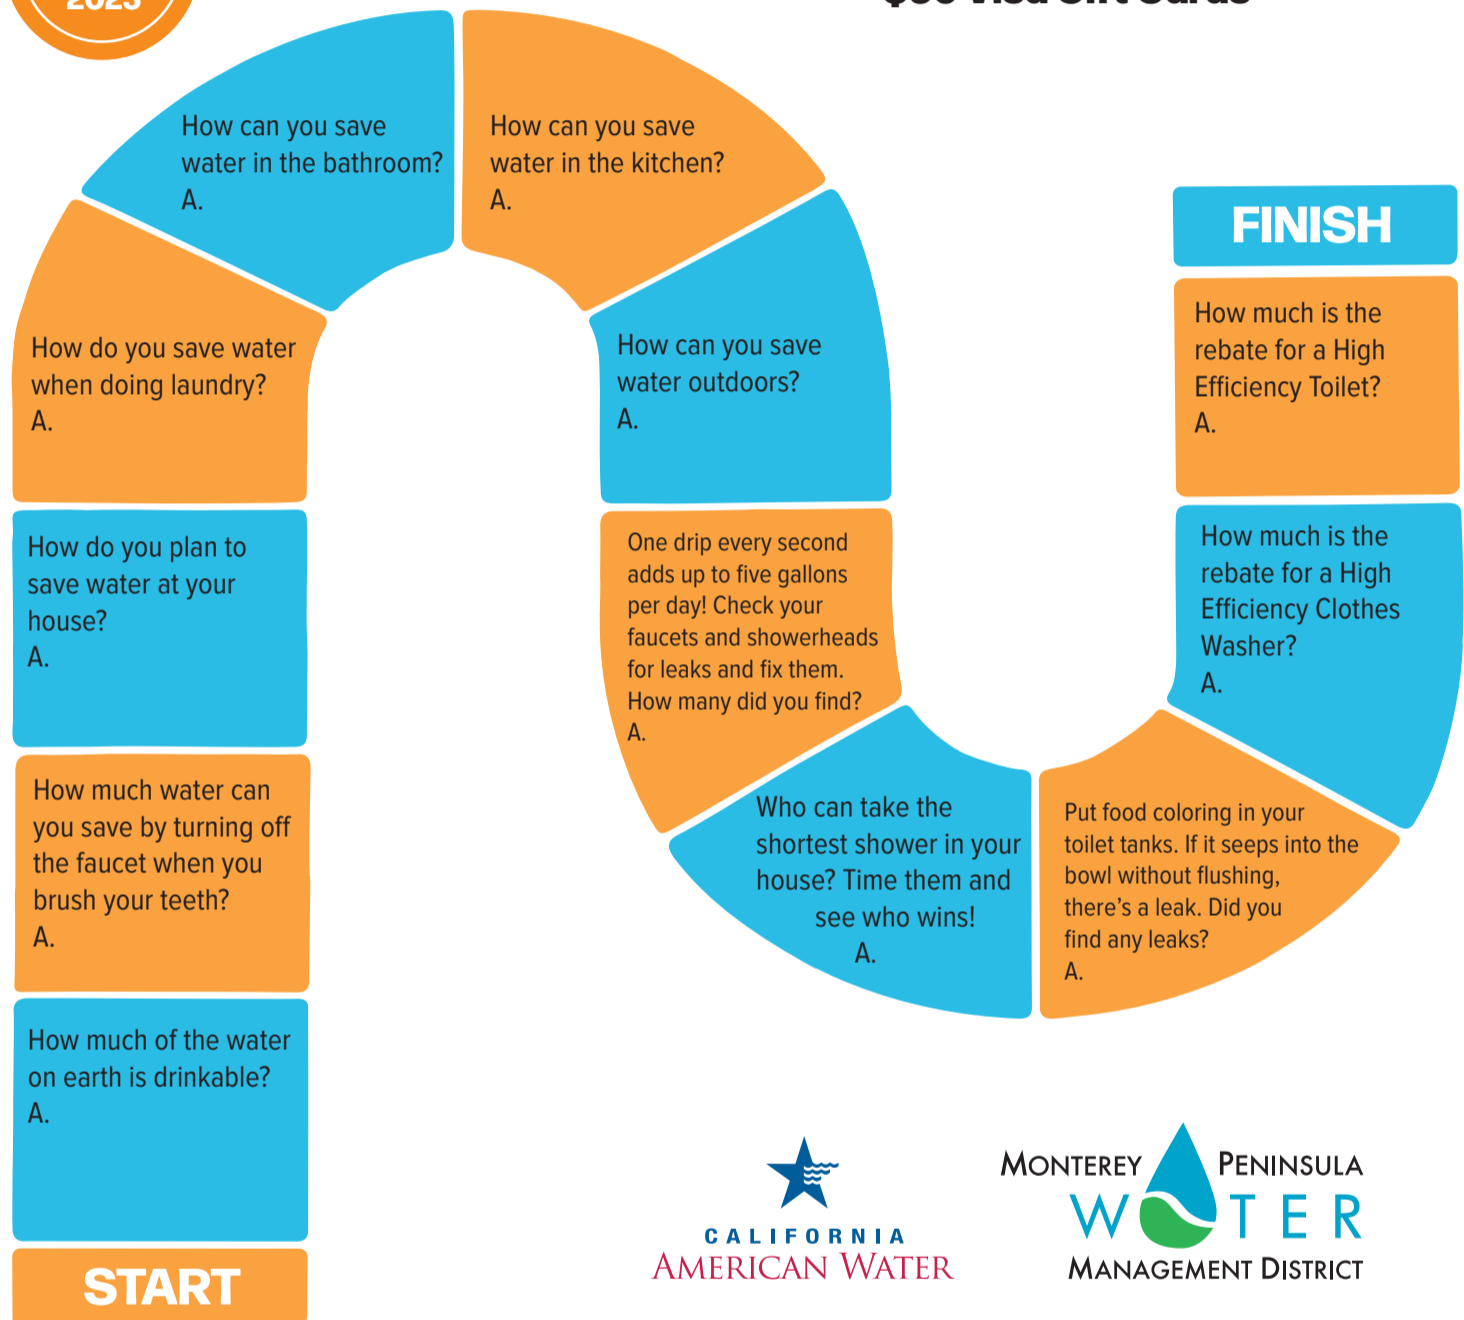 2023
$50 Visa Gift Cards
How can you save
water in the bathroom?
A.
How can you save
water in the kitchen?
A.
FINISH
How much is the
rebate for a High
Efficiency Toilet?
A.
How do you save water
when doing laundry?
A.
How can you save
water outdoors?
A.
How do you plan to
save water at your
house?
A.
One drip every second
adds up to five gallons
per day! Check your
faucets and showerheads
for leaks and fix them.
How many did you find?
A.
How much is the
rebate for a High
Efficiency Clothes
Washer?
A.
How much water can
you save by turning off
the faucet when you
brush your teeth?
A.
Who can take the
shortest shower in your
house? Time them and
see who wins!
A.
Put food coloring in your
toilet tanks. If it seeps into the
bowl without flushing,
there's a leak. Did you
find any leaks?
A.
How much of the water
on earth is drinkable?
A.
START
CALIFORNIA
AMERICAN WATER
MONTEREY PENINSULA
WATER
MANAGEMENT DISTRICT